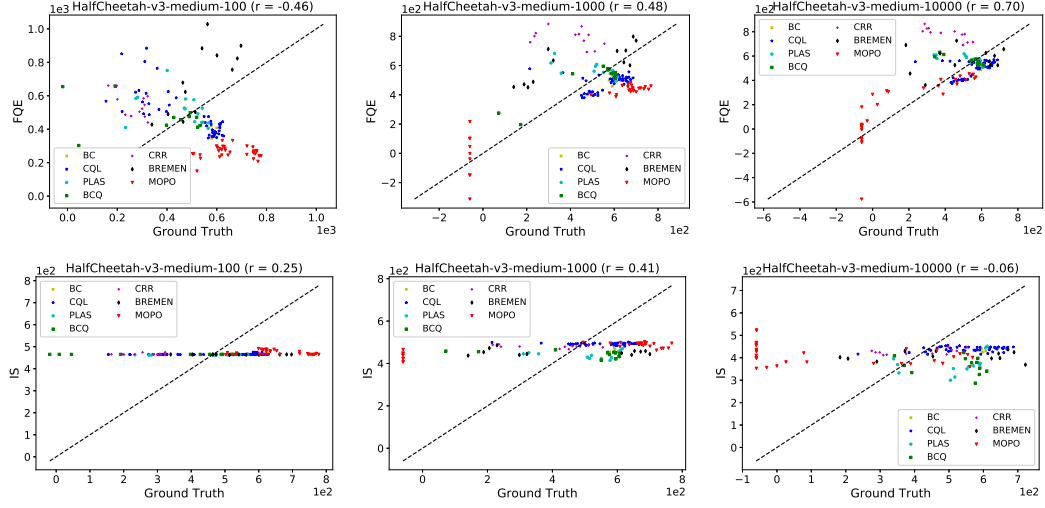 1e3 HalfCheetah-v3-medium-100 (r = -0.46)
1.0
0.8
0.6
0.4
0.2
0.0
FQE
BC
CQL
PLAS
BCQ
CRR
BREMEN
MOPO
0.0 0.2 0.4 0.6 0.8 1.0
1e3
Ground Truth
1e2 HalfCheetah-v3-medium-1000 (r = 0.48)
8
6
4
2
0
−2
FQE
BC
CQL
PLAS
BCQ
CRR
BREMEN
MOPO
−2 0 2 4 6 8
1e2
Ground Truth
1e2 HalfCheetah-v3-medium-10000 (r = 0.70)
8
6
4
2
0
−2
−4
−6
FQE
BC
CQL
PLAS
BCQ
CRR
BREMEN
MOPO
−6 −4 −2 0 2 4 6 8
1e2
Ground Truth
1e2 HalfCheetah-v3-medium-100 (r = 0.25)
8
7
6
5
4
3
2
1
0
IS
BC
CQL
PLAS
BCQ
CRR
BREMEN
MOPO
0 1 2 3 4 5 6 7 8
1e2
Ground Truth
1e2 HalfCheetah-v3-medium-1000 (r = 0.41)
8
6
4
2
0
IS
BC
CQL
PLAS
BCQ
CRR
BREMEN
MOPO
0 2 4 6 8
1e2
Ground Truth
1e2 HalfCheetah-v3-medium-10000 (r = -0.06)
7
6
5
4
3
2
1
0
IS
BC
CQL
PLAS
BCQ
CRR
BREMEN
MOPO
−1 0 1 2 3 4 5 6 7
1e2
Ground Truth